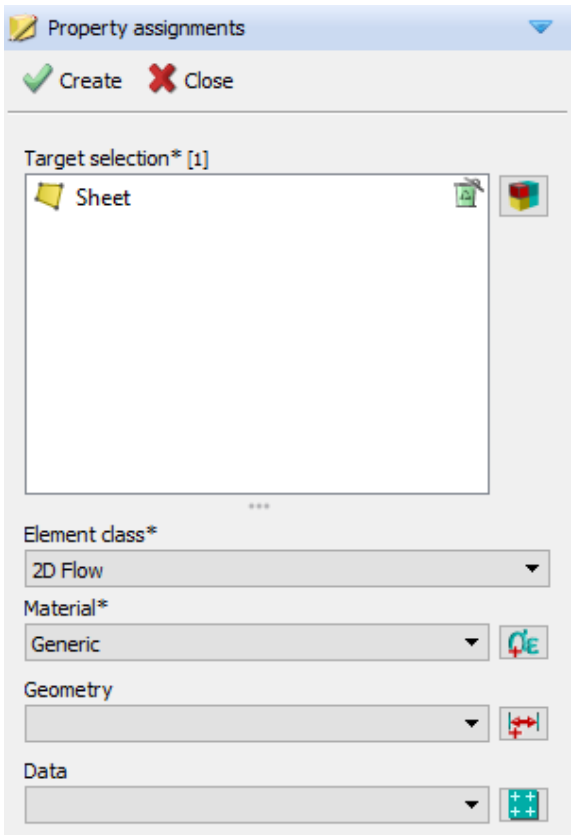 Property assignments
Create Close
Target selection* [1]
Sheet
Element class*
2D Flow
Material*
Generic
Geometry
Data